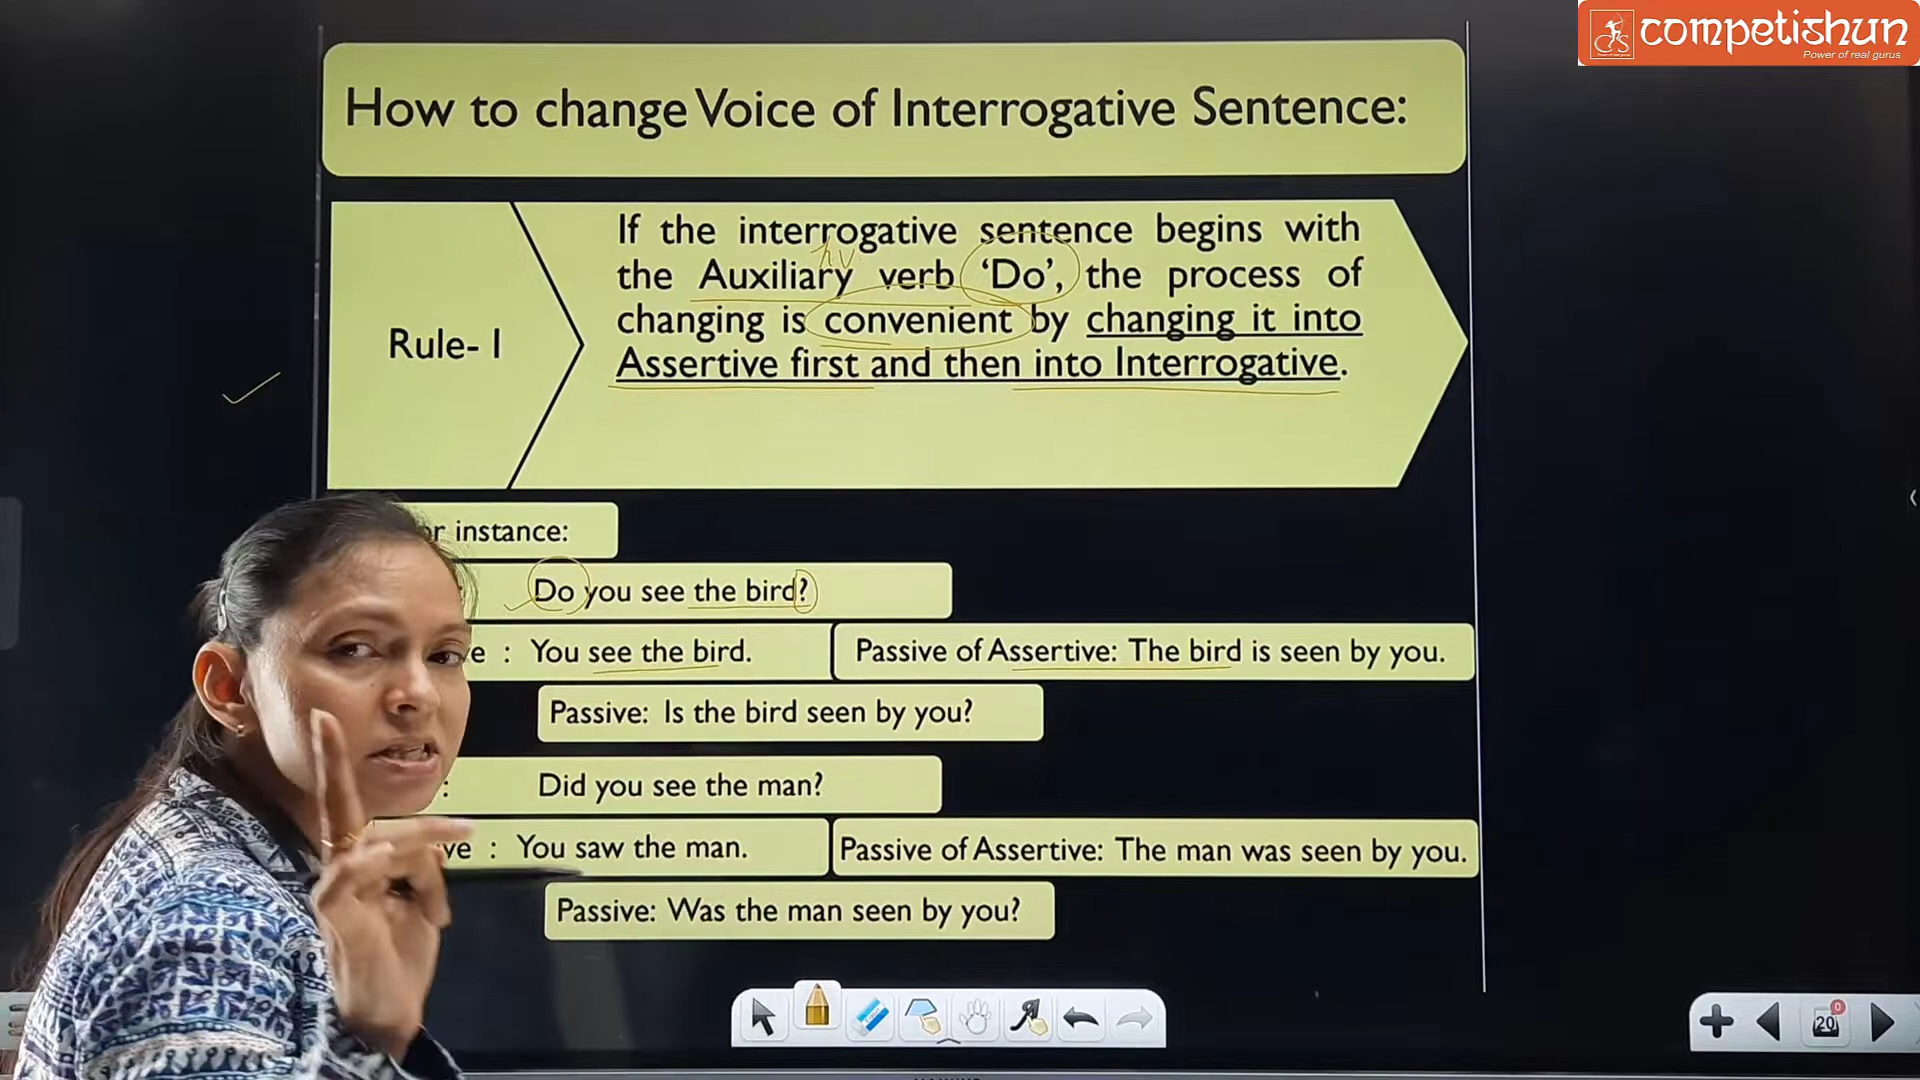 competishun
Power of real gurus
How to change Voice of Interrogative Sentence:
If the interrogative sentence begins with
the Auxiliary verb ‘Do’, the process of
changing is convenient by changing it into
Assertive first and then into Interrogative.
Rule- 1
h.v.
or instance:
Do you see the bird?
ve : You see the bird.
Passive of Assertive: The bird is seen by you.
Passive: Is the bird seen by you?
: Did you see the man?
ve : You saw the man.
Passive of Assertive: The man was seen by you.
Passive: Was the man seen by you?
20
0